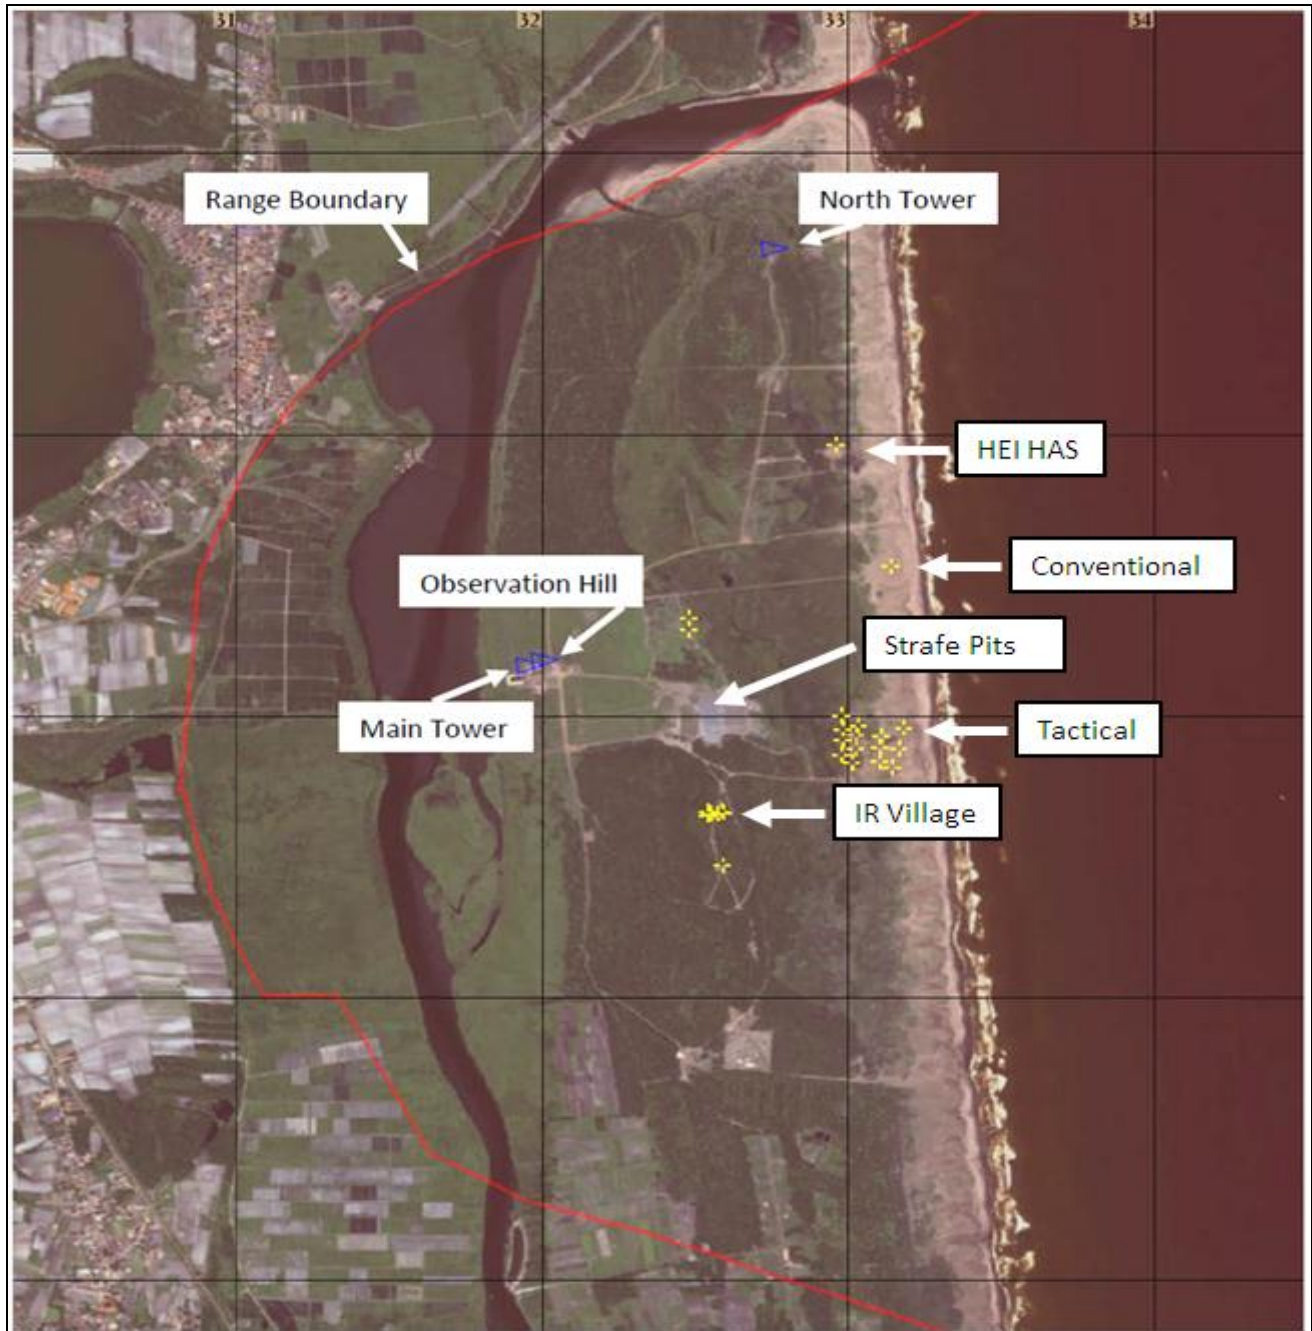 31 32 33 34
Range Boundary
North Tower
HEI HAS
Conventional
Observation Hill
Strafe Pits
Main Tower
Tactical
IR Village